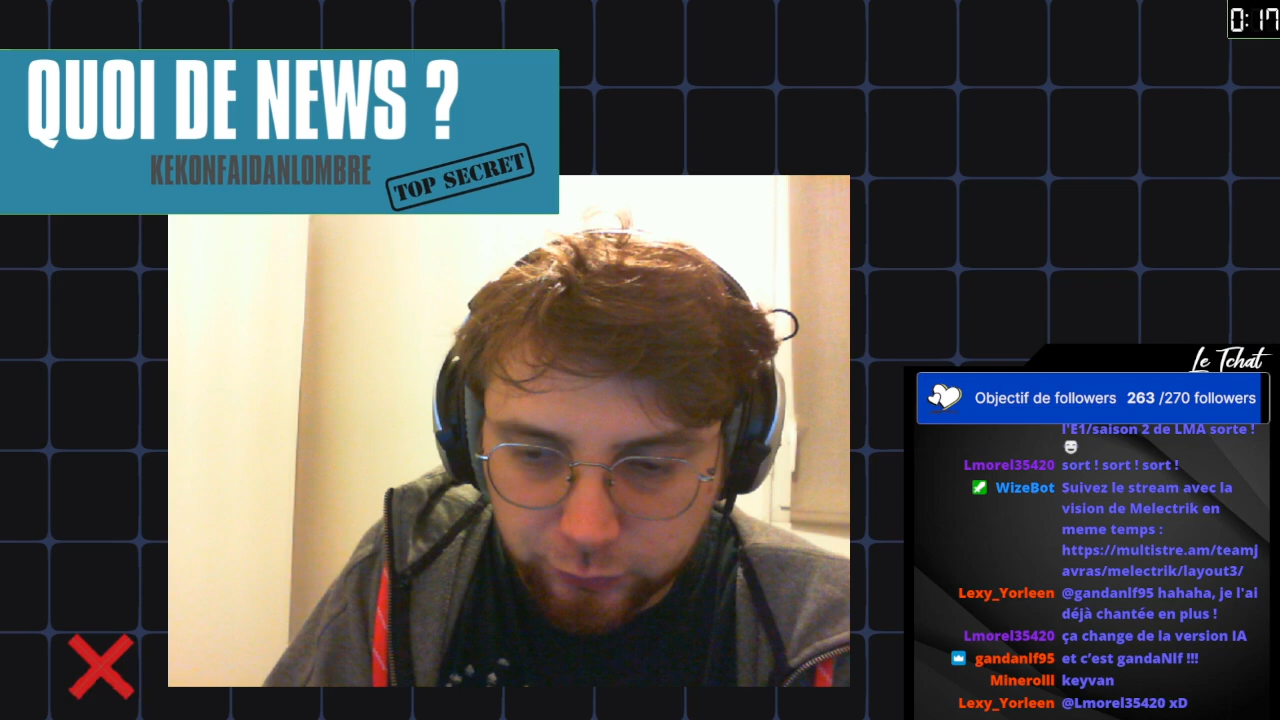 0:17
QUOI DE NEWS ?
KEKONFAIDANLOMBRE
TOP SECRET
Le Tchat
Objectif de followers 263 /270 followers
l'E1/saison 2 de LMA sorte !
Lmorel35420 sort ! sort ! sort !
WizeBot Suivez le stream avec la
vision de Melectrik en
meme temps :
https://multistre.am/teamj
avras/melectrik/layout3/
Lexy_Yorleen @gandanlf95 hahaha, je l'ai
déjà chantée en plus !
Lmorel35420 ça change de la version IA
gandanlf95 et c’est gandaNlf !!!
Minerolll keyvan
Lexy_Yorleen @Lmorel35420 xD